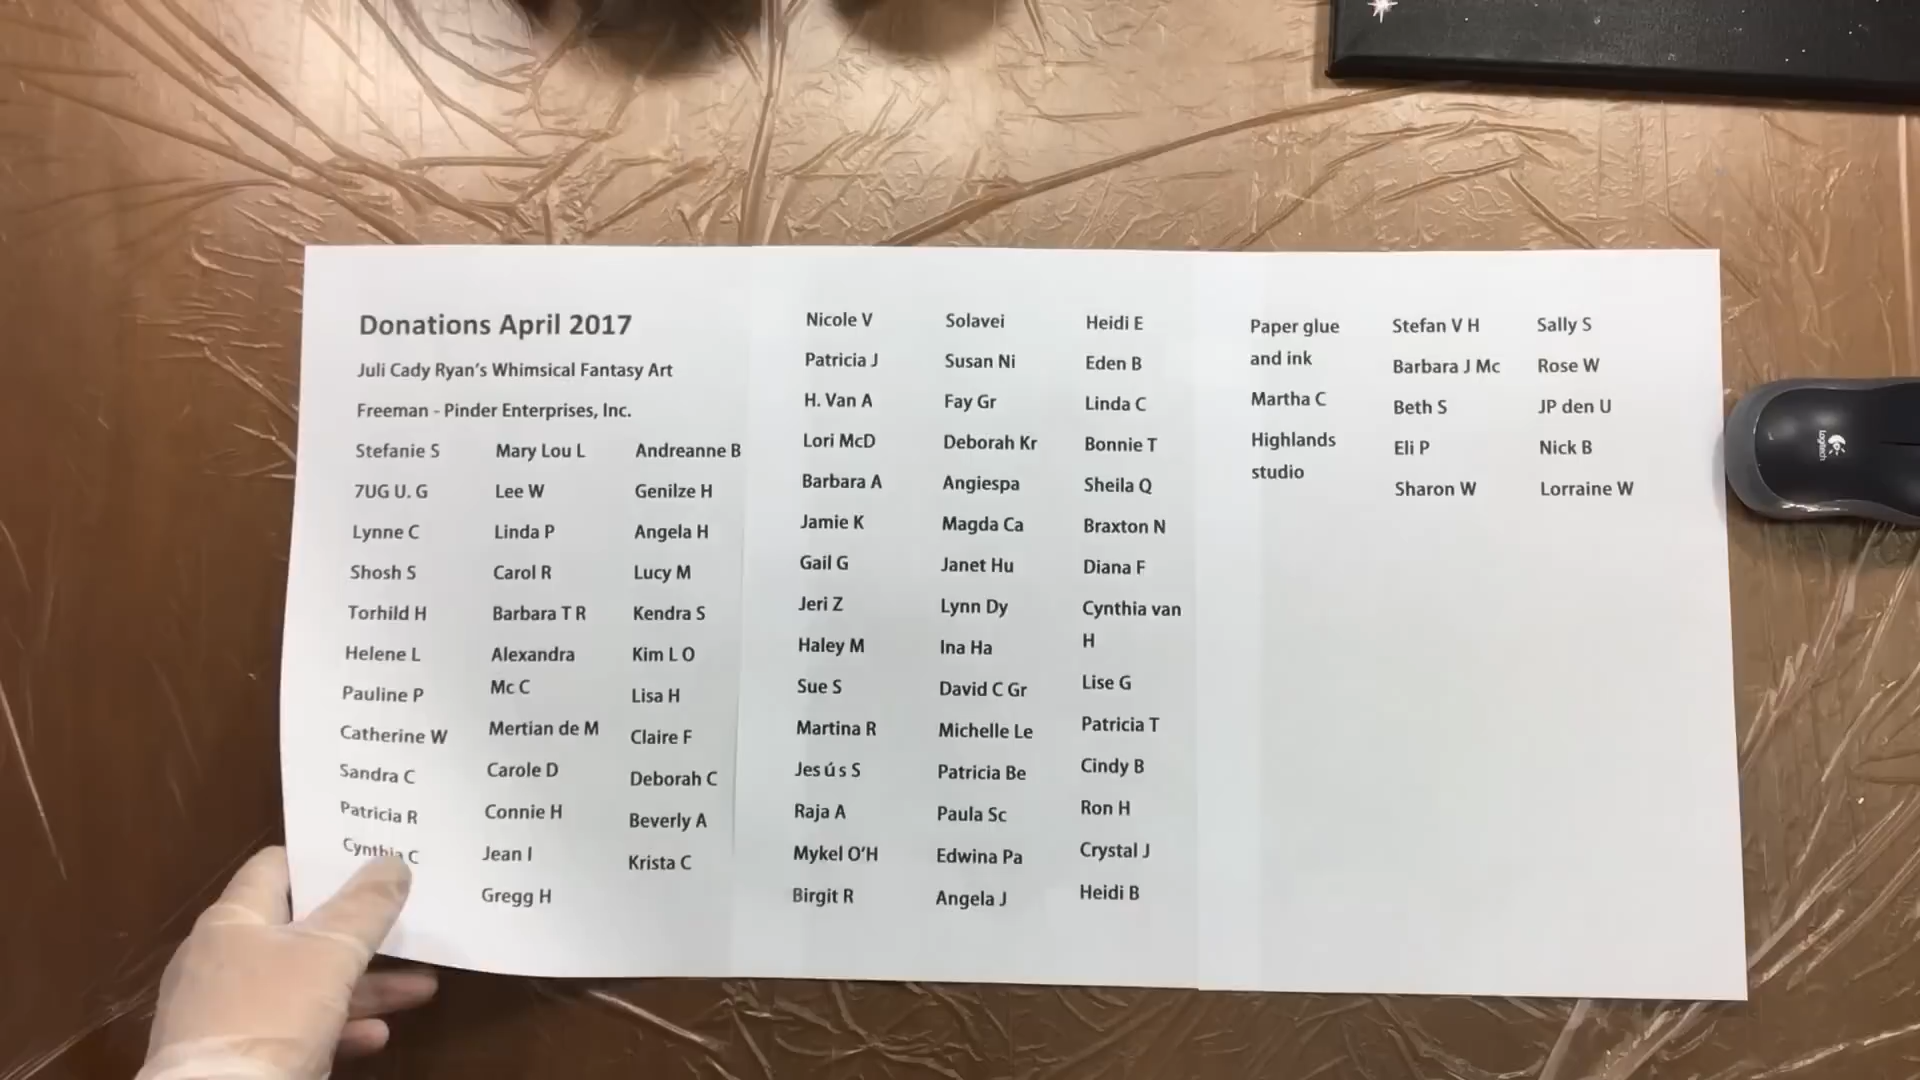 Donations April 2017
Juli Cady Ryan's Whimsical Fantasy Art
Freeman - Pinder Enterprises, Inc.
Stefanie S
7UG U. G
Lynne C
Shosh S
Torhild H
Helene L
Pauline P
Catherine W
Sandra C
Patricia R
Cynthia C
Mary Lou L
Lee W
Linda P
Carol R
Barbara T R
Alexandra
Mc C
Mertian de M
Carole D
Connie H
Jean I
Gregg H
Andreanne B
Genilze H
Angela H
Lucy M
Kendra S
Kim L O
Lisa H
Claire F
Deborah C
Beverly A
Krista C
Nicole V
Patricia J
H. Van A
Lori McD
Barbara A
Jamie K
Gail G
Jeri Z
Haley M
Sue S
Martina R
Jesús S
Raja A
Mykel O'H
Birgit R
Solavei
Susan Ni
Fay Gr
Deborah Kr
Angiespa
Magda Ca
Janet Hu
Lynn Dy
Ina Ha
David C Gr
Michelle Le
Patricia Be
Paula Sc
Edwina Pa
Angela J
Heidi E
Eden B
Linda C
Bonnie T
Sheila Q
Braxton N
Diana F
Cynthia van
H
Lise G
Patricia T
Cindy B
Ron H
Crystal J
Heidi B
Paper glue
and ink
Martha C
Highlands
studio
Stefan V H
Barbara J Mc
Beth S
Eli P
Sharon W
Sally S
Rose W
JP den U
Nick B
Lorraine W
Logitech